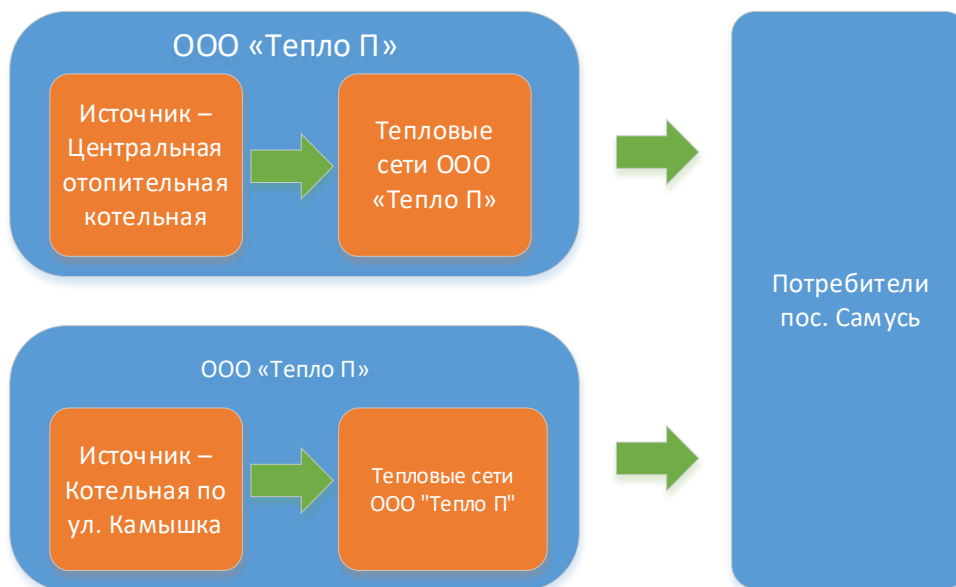 ООО «Тепло П»
Источник –
Центральная
отопительная
котельная
Тепловые
сети ООО
«Тепло П»
Потребители
пос. Самусь
ООО «Тепло П»
Источник –
Котельная по
ул. Камышка
Тепловые сети
ООО "Тепло П"